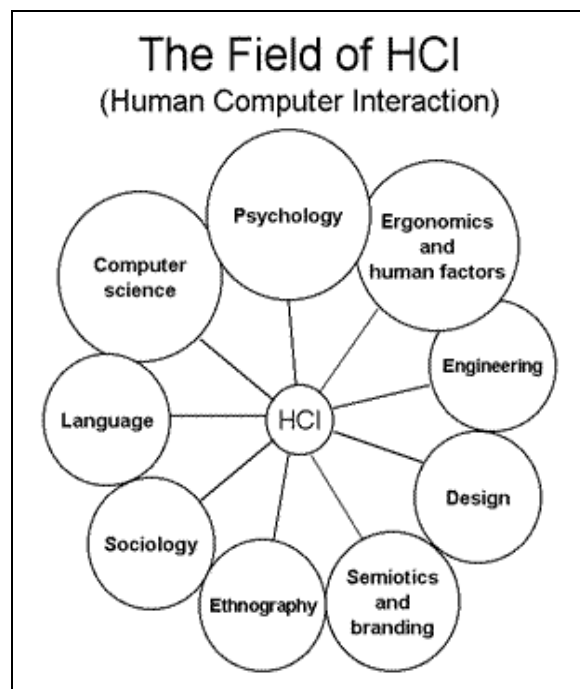 The Field of HCI
(Human Computer Interaction)
Psychology
Ergonomics
and
human factors
Computer
science
Engineering
Language
HCI
Design
Sociology
Ethnography
Semiotics
and
branding